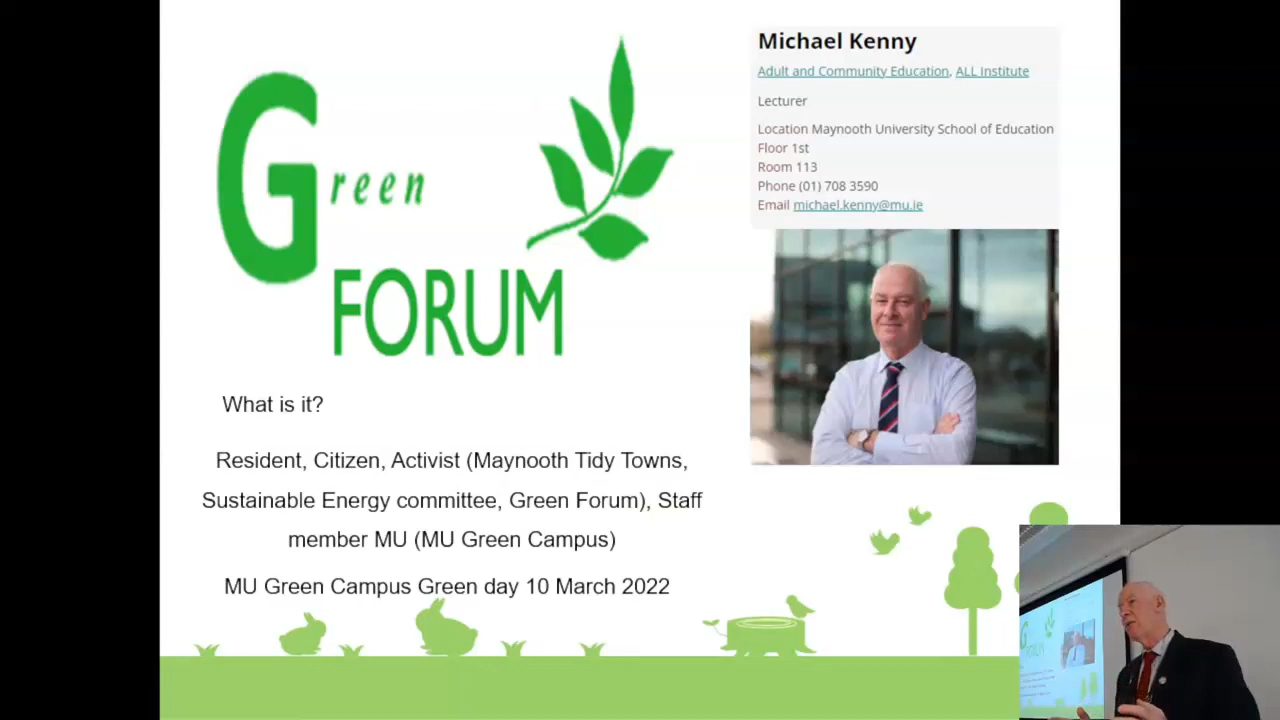 Green
FORUM
What is it?
Resident, Citizen, Activist (Maynooth Tidy Towns,
Sustainable Energy committee, Green Forum), Staff
member MU (MU Green Campus)
MU Green Campus Green day 10 March 2022
Michael Kenny
Adult and Community Education, ALL Institute
Lecturer
Location Maynooth University School of Education
Floor 1st
Room 113
Phone (01) 708 3590
Email michael.kenny@mu.ie